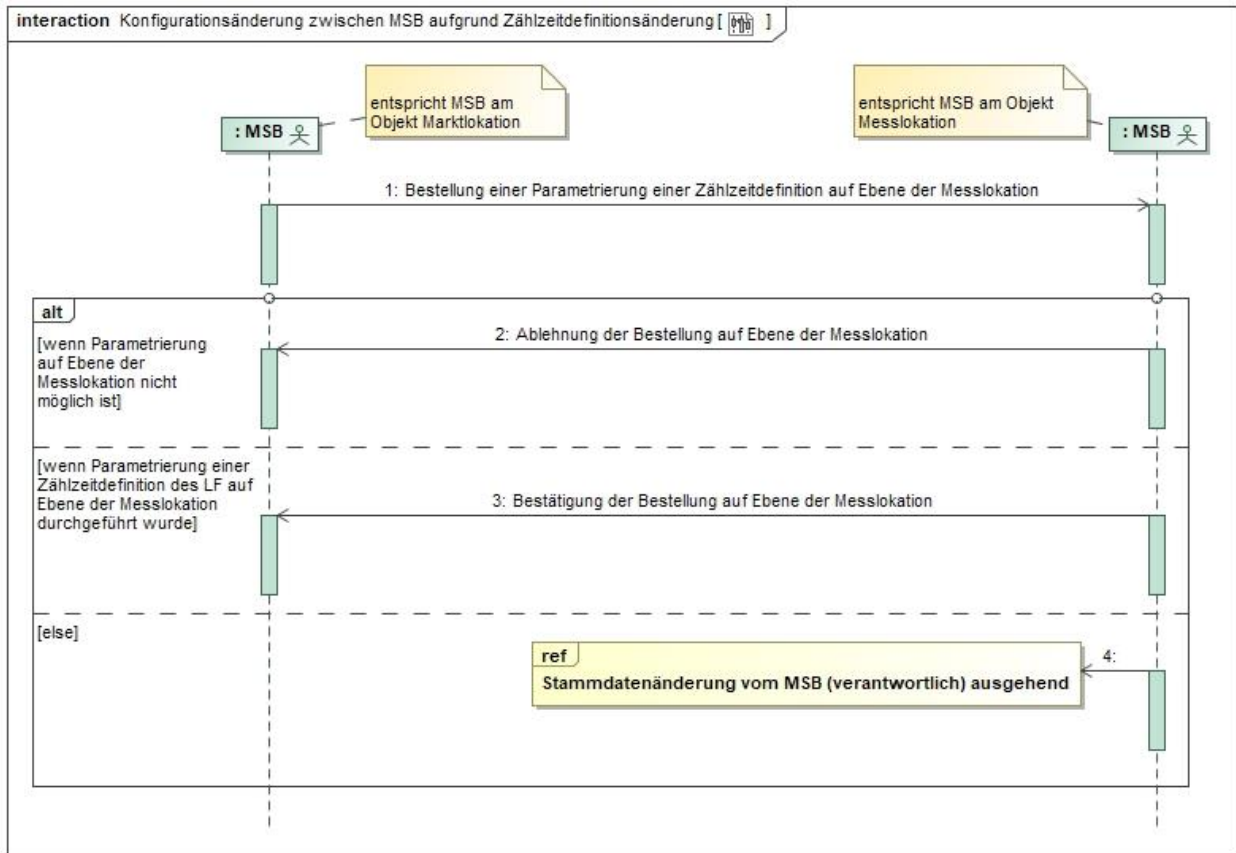 interaction Konfigurationsänderung zwischen MSB aufgrund Zählzeitdefinitionsänderung [ ]
entspricht MSB am
Objekt Marktlokation
entspricht MSB am Objekt
Messlokation
: MSB
: MSB
1: Bestellung einer Parametrierung einer Zählzeitdefinition auf Ebene der Messlokation
alt
[wenn Parametrierung
auf Ebene der
Messlokation nicht
möglich ist]
2: Ablehnung der Bestellung auf Ebene der Messlokation
[wenn Parametrierung einer
Zählzeitdefinition des LF auf
Ebene der Messlokation
durchgeführt wurde]
3: Bestätigung der Bestellung auf Ebene der Messlokation
[else]
ref
Stammdatenänderung vom MSB (verantwortlich) ausgehend
4: